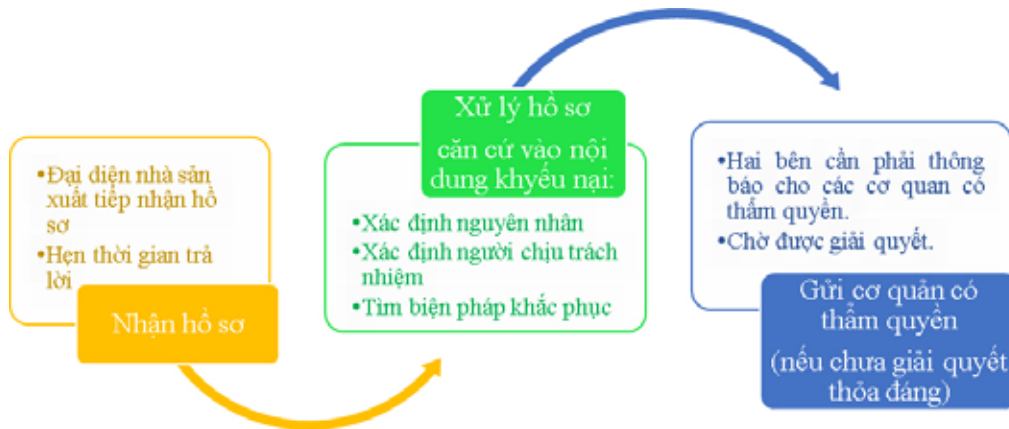 •Đại diện nhà sản
xuất tiếp nhận hồ
sơ
•Hẹn thời gian trả
lời
Nhận hồ sơ
Xử lý hồ sơ
căn cứ vào nội
dung khyếu nại:
•Xác định nguyên nhân
•Xác định người chịu trách
nhiệm
•Tìm biện pháp khắc phục
•Hai bên cần phải thông
báo cho các cơ quan có
thẩm quyền.
•Chờ được giải quyết.
Gửi cơ quản có
thẩm quyền
(nếu chưa giải quyết
thỏa đáng)